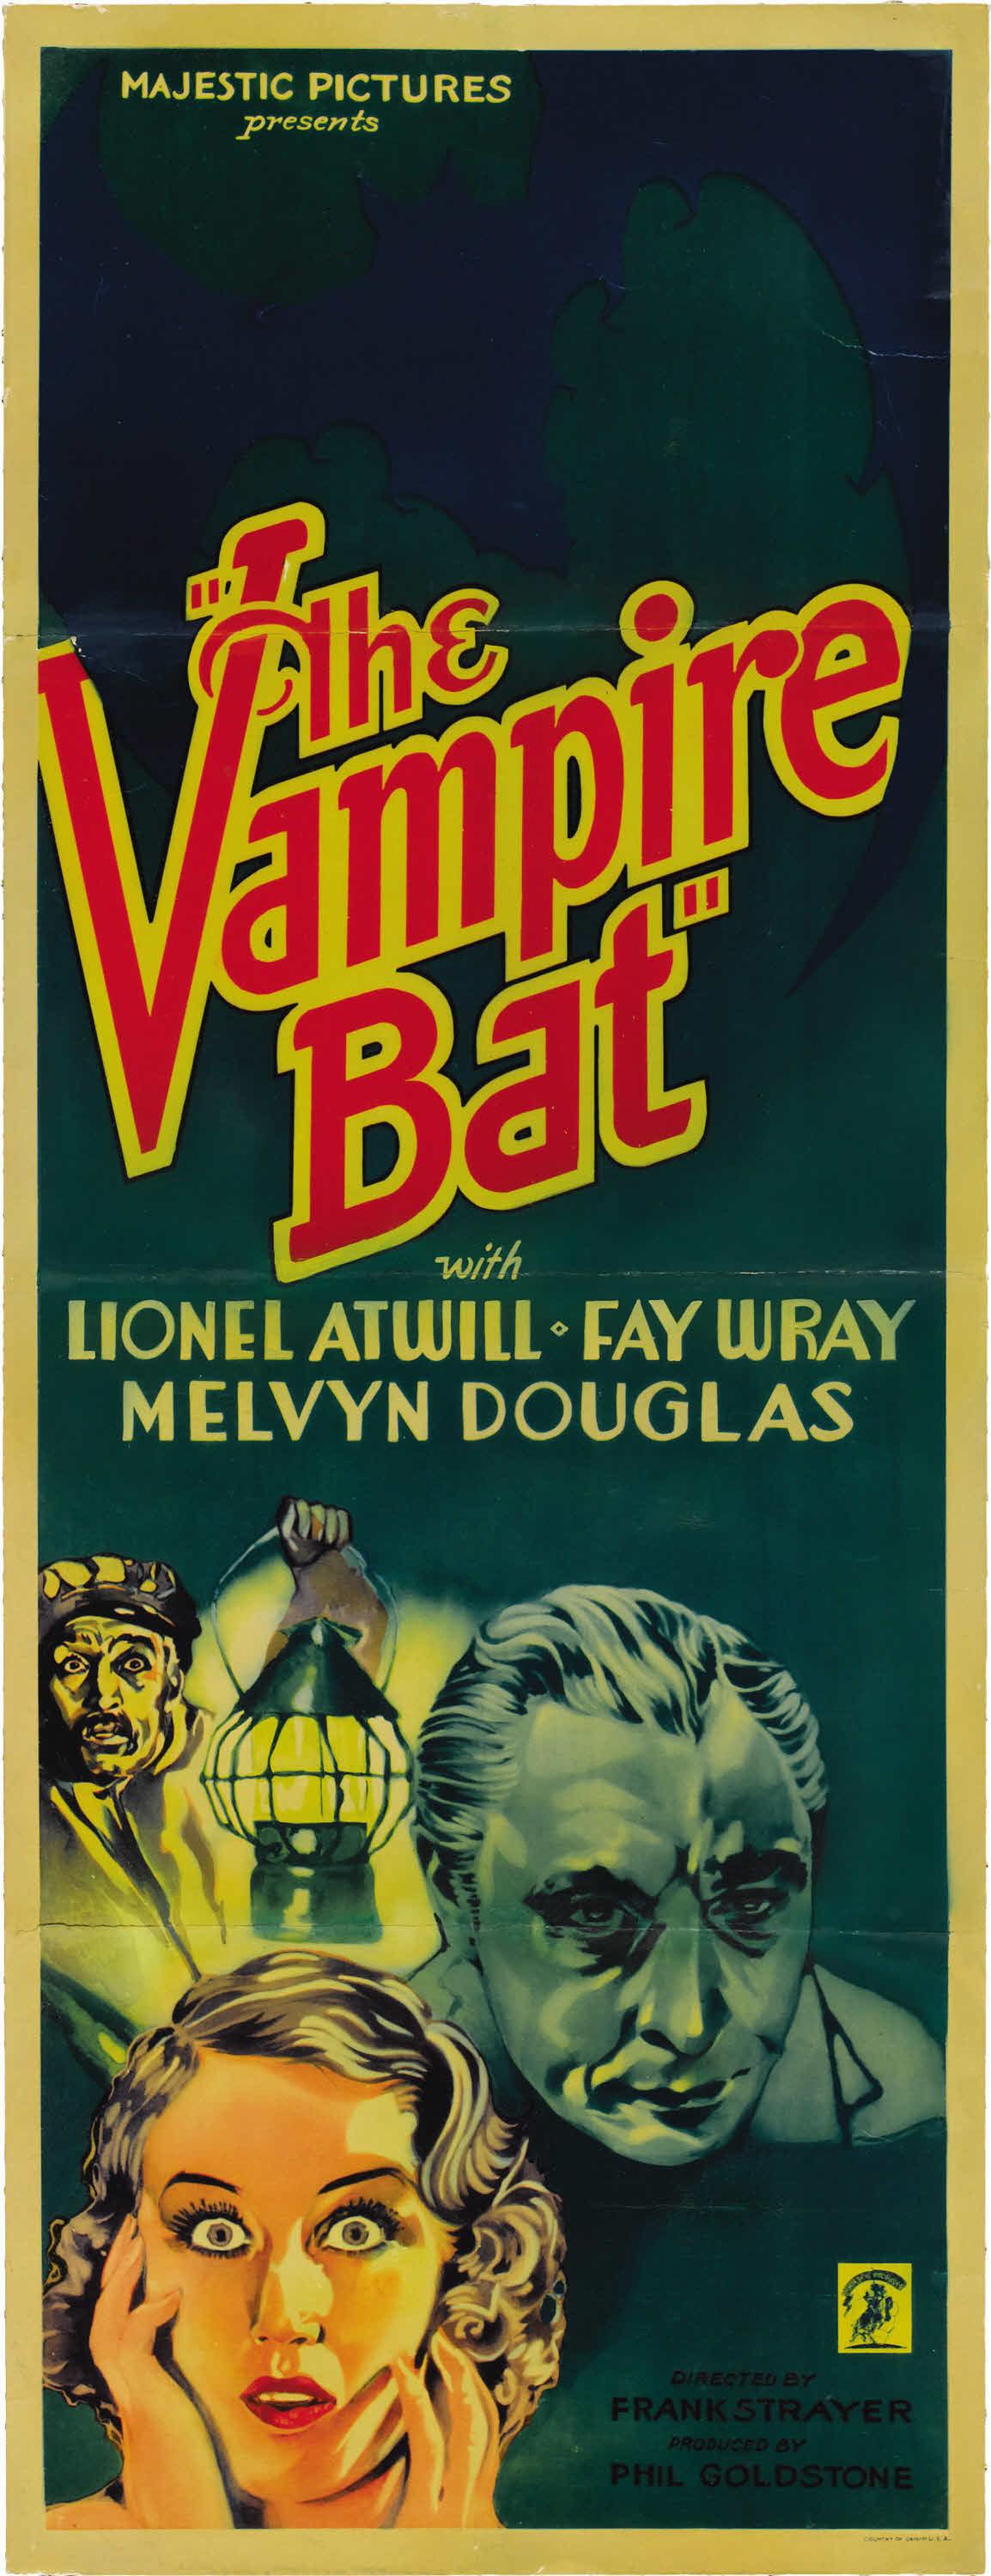 MAJESTIC PICTURES
presents
"The
Vampire
Bat"
with
LIONEL ATWILL · FAY WRAY
MELVYN DOUGLAS
DIRECTED BY
FRANK STRAYER
PRODUCED BY
PHIL GOLDSTONE